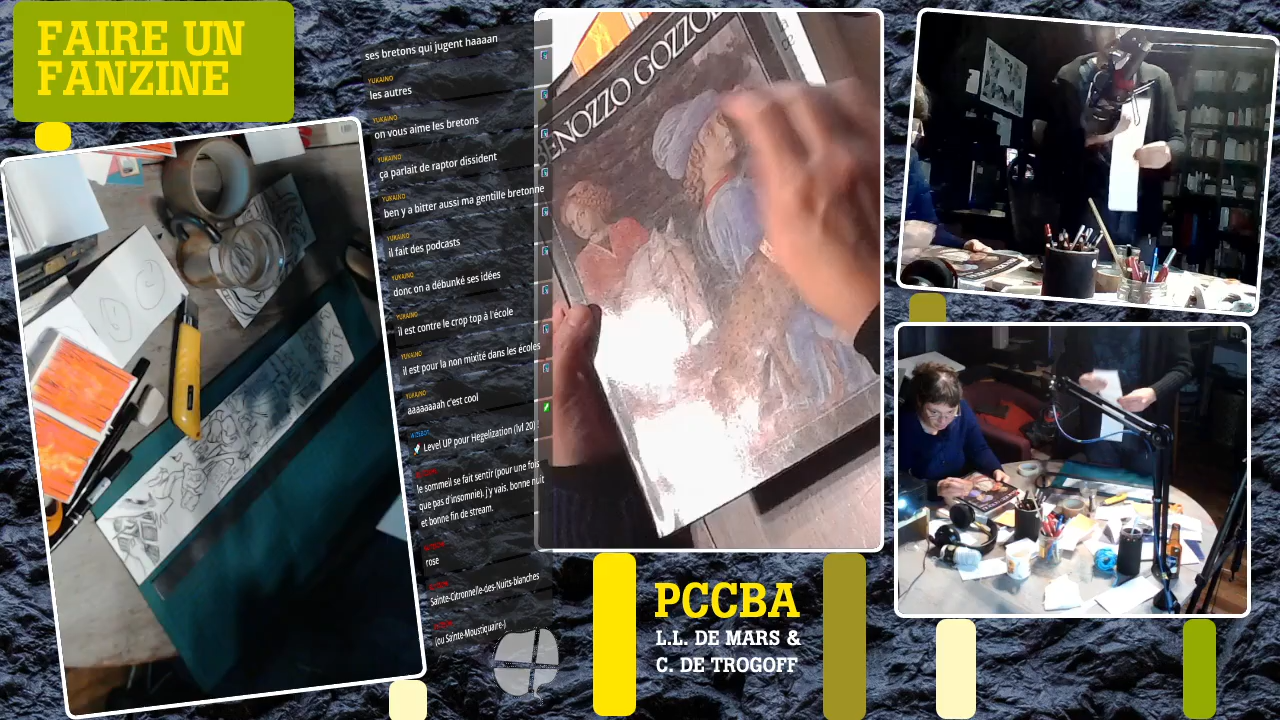 FAIRE UN
FANZINE
ses bretons qui jugent haaaan
YUKAINO
les autres
YUKAINO
on vous aime les bretons
YUKAINO
ça parlait de raptor dissident
YUKAINO
ben y a bitter aussi ma gentille bretonne
YUKAINO
il fait des podcasts
YUKAINO
donc on a débunké ses idées
YUKAINO
il est contre le crop top à l'école
YUKAINO
il est pour la non mixité dans les écoles
YUKAINO
aaaaaaaah c'est cool
Level UP pour Hegelization (lvl 20)
le sommeil se fait sentir (pour une fois
que pas d'insomnie). j'y vais. bonne nuit
et bonne fin de stream.
rose
Sainte-Citronnelle-des-Nuits-blanches
(ou Sainte-Moustiquaire-)
ENOZZO GOZZO
PCCBA
L.L. DE MARS &
C. DE TROGOFF